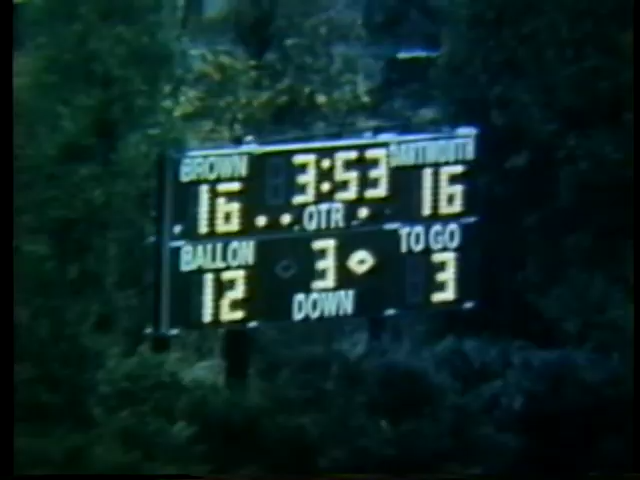 BROWN 3:53 DARTMOUTH
16 QTR 16
BALL ON 3 TO GO
12 DOWN 3